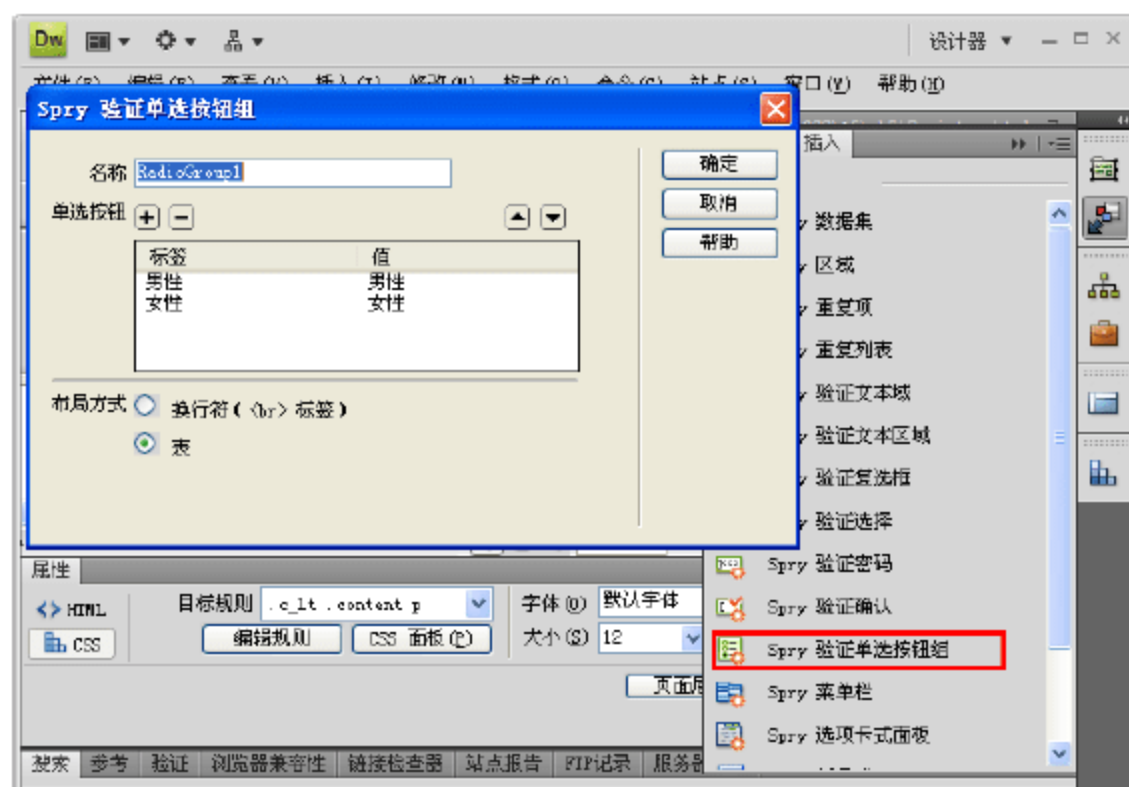 Dw
设计器
窗口(W) 帮助(H)
Spry 验证单选按钮组
名称 RadioGroup1
单选按钮
标签 值
男性 男性
女性 女性
布局方式
换行符(<br>标签)
表
确定
取消
帮助
插入
数据集
区域
重复项
重复列表
验证文本域
验证文本区域
验证复选框
验证选择
Spry 验证密码
Spry 验证确认
Spry 验证单选按钮组
Spry 菜单栏
Spry 选项卡式面板
属性
HTML
CSS
目标规则 .c_lt .content p
编辑规则 CSS 面板(P)
字体(O) 默认字体
大小(S) 12
页面
搜索 参考 验证 浏览器兼容性 链接检查器 站点报告 FTP记录 服务器